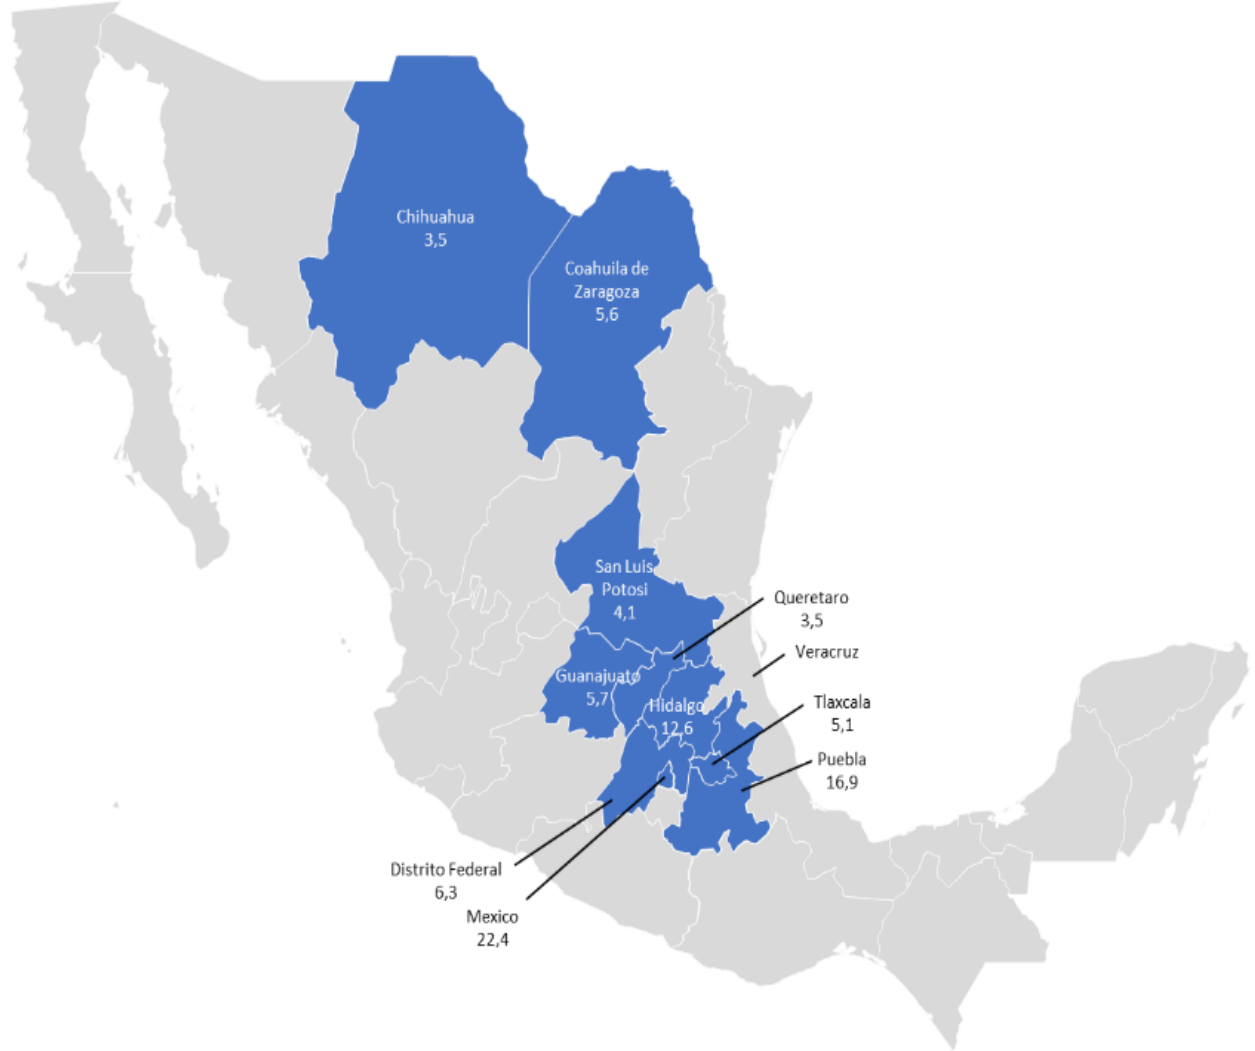 Chihuahua
3,5
Coahuila de
Zaragoza
5,6
San Luis
Potosi
4,1
Queretaro
3,5
Veracruz
Guanajuato
5,7
Hidalgo
12,6
Tlaxcala
5,1
Puebla
16,9
Distrito Federal
6,3
Mexico
22,4